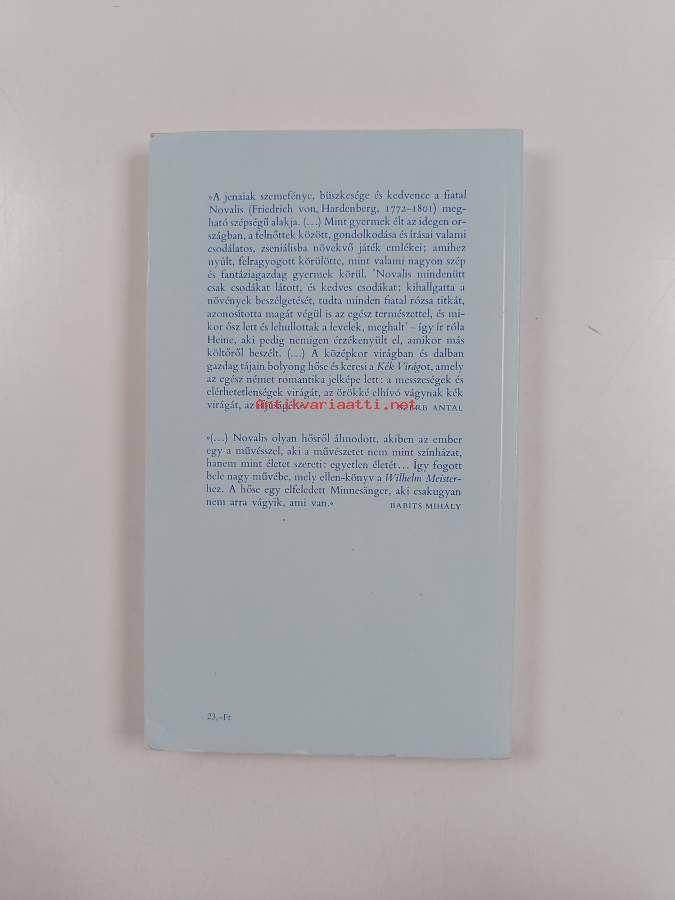 »A jenaiak szemefénye, büszkesége és kedvence a fiatal
Novalis (Friedrich von Hardenberg, 1772–1801) meg-
ható szépségű alakja. (...) Mint gyermek élt az idegen or-
szágban, a felnőttek között, gondolkodása és írásai valami
csodálatos, zseniálisba növekvő játék emlékei; amihez
nyúlt, felragyogott körülötte, mint valami nagyon szép
és fantáziagazdag gyermek körül. 'Novalis mindenütt
csak csodákat látott, és kedves csodákat; kihallgatta a
növények beszélgetését, tudta minden fiatal rózsa titkát,
azonosította magát végül is az egész természettel, és mi-
kor ősz lett és lehullottak a levelek, meghalt' – így ír róla
Heine, aki pedig nemigen érzékenyült el, amikor más
költőről beszélt. (...) A középkor virágban és dalban
gazdag tájain bolyong hőse és keresi a Kék Virágot, amely
az egész német romantika jelképe lett: a messzeségek és
elérhetetlenségek virágát, az örökké elhívó vágynak kék
virágát, az SZERB ANTAL
Antikvariaatti.net
»(...) Novalis olyan hősről álmodott, akiben az ember
egy a művésszel, aki a művészetet nem mint színházat,
hanem mint életet szereti: egyetlen életét... Így fogott
bele nagy művébe, mely ellen-könyv a Wilhelm Meister-
hez. A hőse egy elfeledett Minnesänger, aki csakugyan
nem arra vágyik, ami van.« BABITS MIHÁLY
23,–Ft